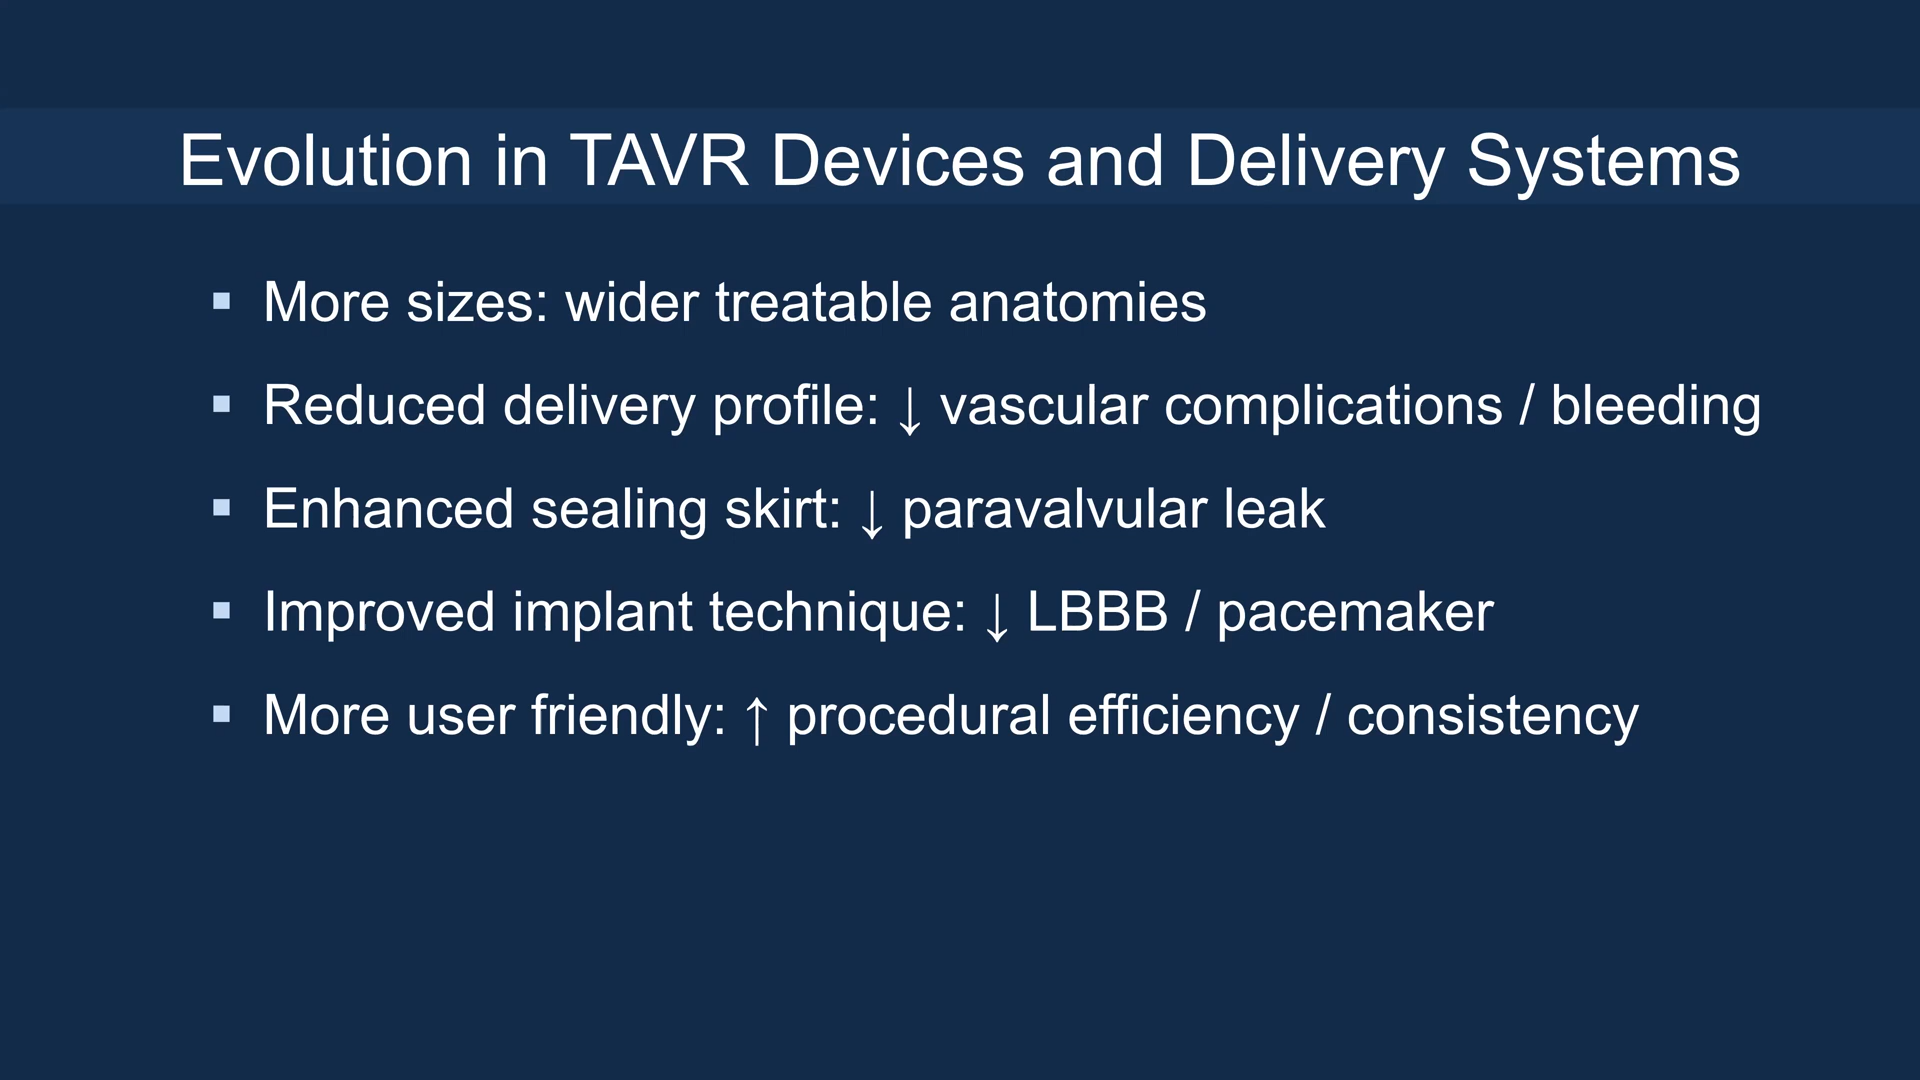 Evolution in TAVR Devices and Delivery Systems
▪ More sizes: wider treatable anatomies
▪ Reduced delivery profile: ↓ vascular complications / bleeding
▪ Enhanced sealing skirt: ↓ paravalvular leak
▪ Improved implant technique: ↓ LBBB / pacemaker
▪ More user friendly: ↑ procedural efficiency / consistency